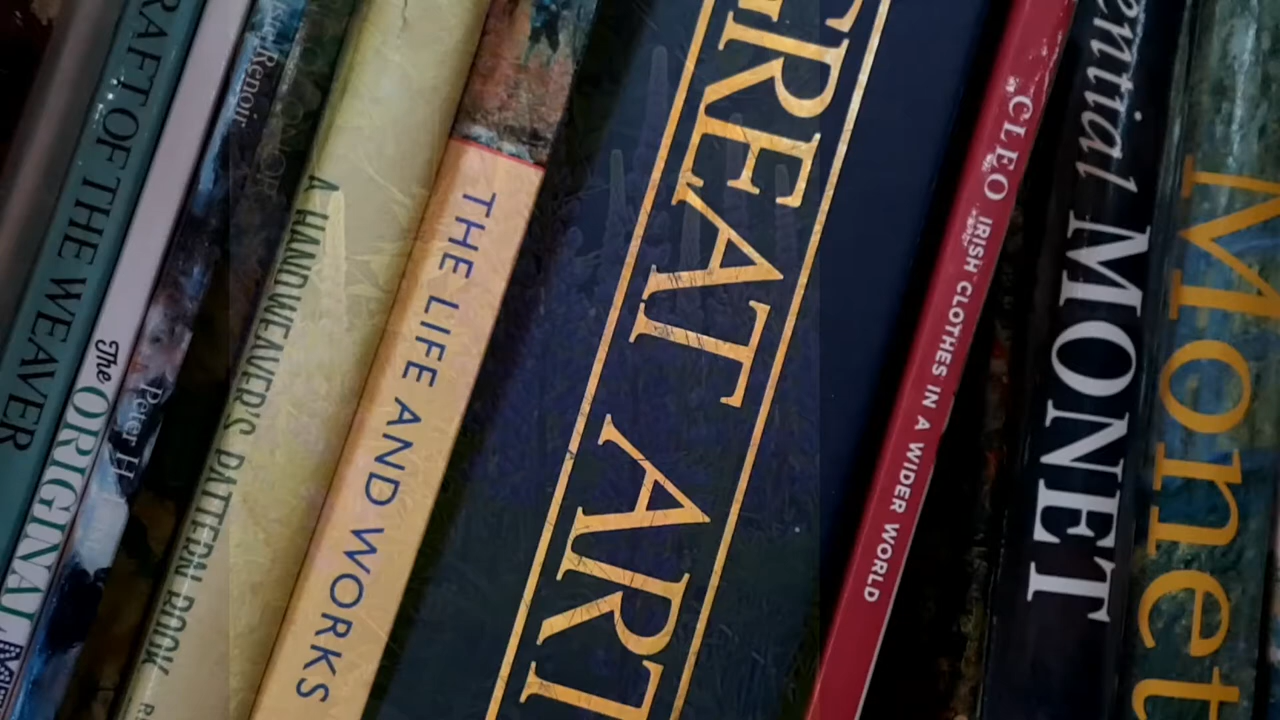 RAFT OF THE WEAVER
The ORIGINAL
Renoir
Peter H
A HANDWEAVER'S PATTERN BOOK
THE LIFE AND WORKS
GREAT ART
CLEO IRISH CLOTHES IN A WIDER WORLD
ential MONET
Monet